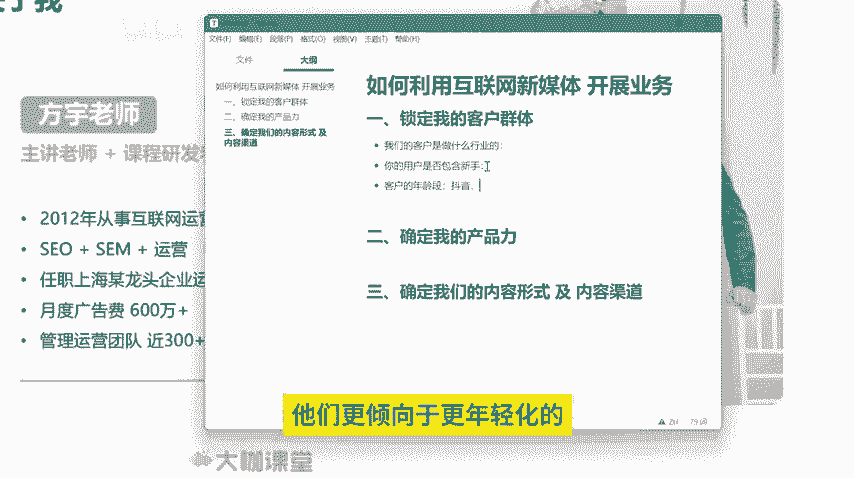 于我
方宇老师
主讲老师 + 课程研发
• 2012年从事互联网运营
• SEO + SEM + 运营
• 任职上海某龙头企业运
• 月度广告费 600万+
• 管理运营团队 近300+
T
文件(F) 编辑(E) 段落(P) 格式(O) 视图(V) 主题(T) 帮助(H)
文件 大纲
如何利用互联网新媒体 开展业务
一、锁定我的客户群体
二、确定我的产品力
三、确定我们的内容形式 及
内容渠道
如何利用互联网新媒体 开展业务
一、锁定我的客户群体
• 我们的客户是做什么行业的：
• 你的用户是否包含新手：
• 客户的年龄段：抖音、
二、确定我的产品力
三、确定我们的内容形式 及 内容渠道
79 词
他们更倾向于更年轻化的
大咖课堂